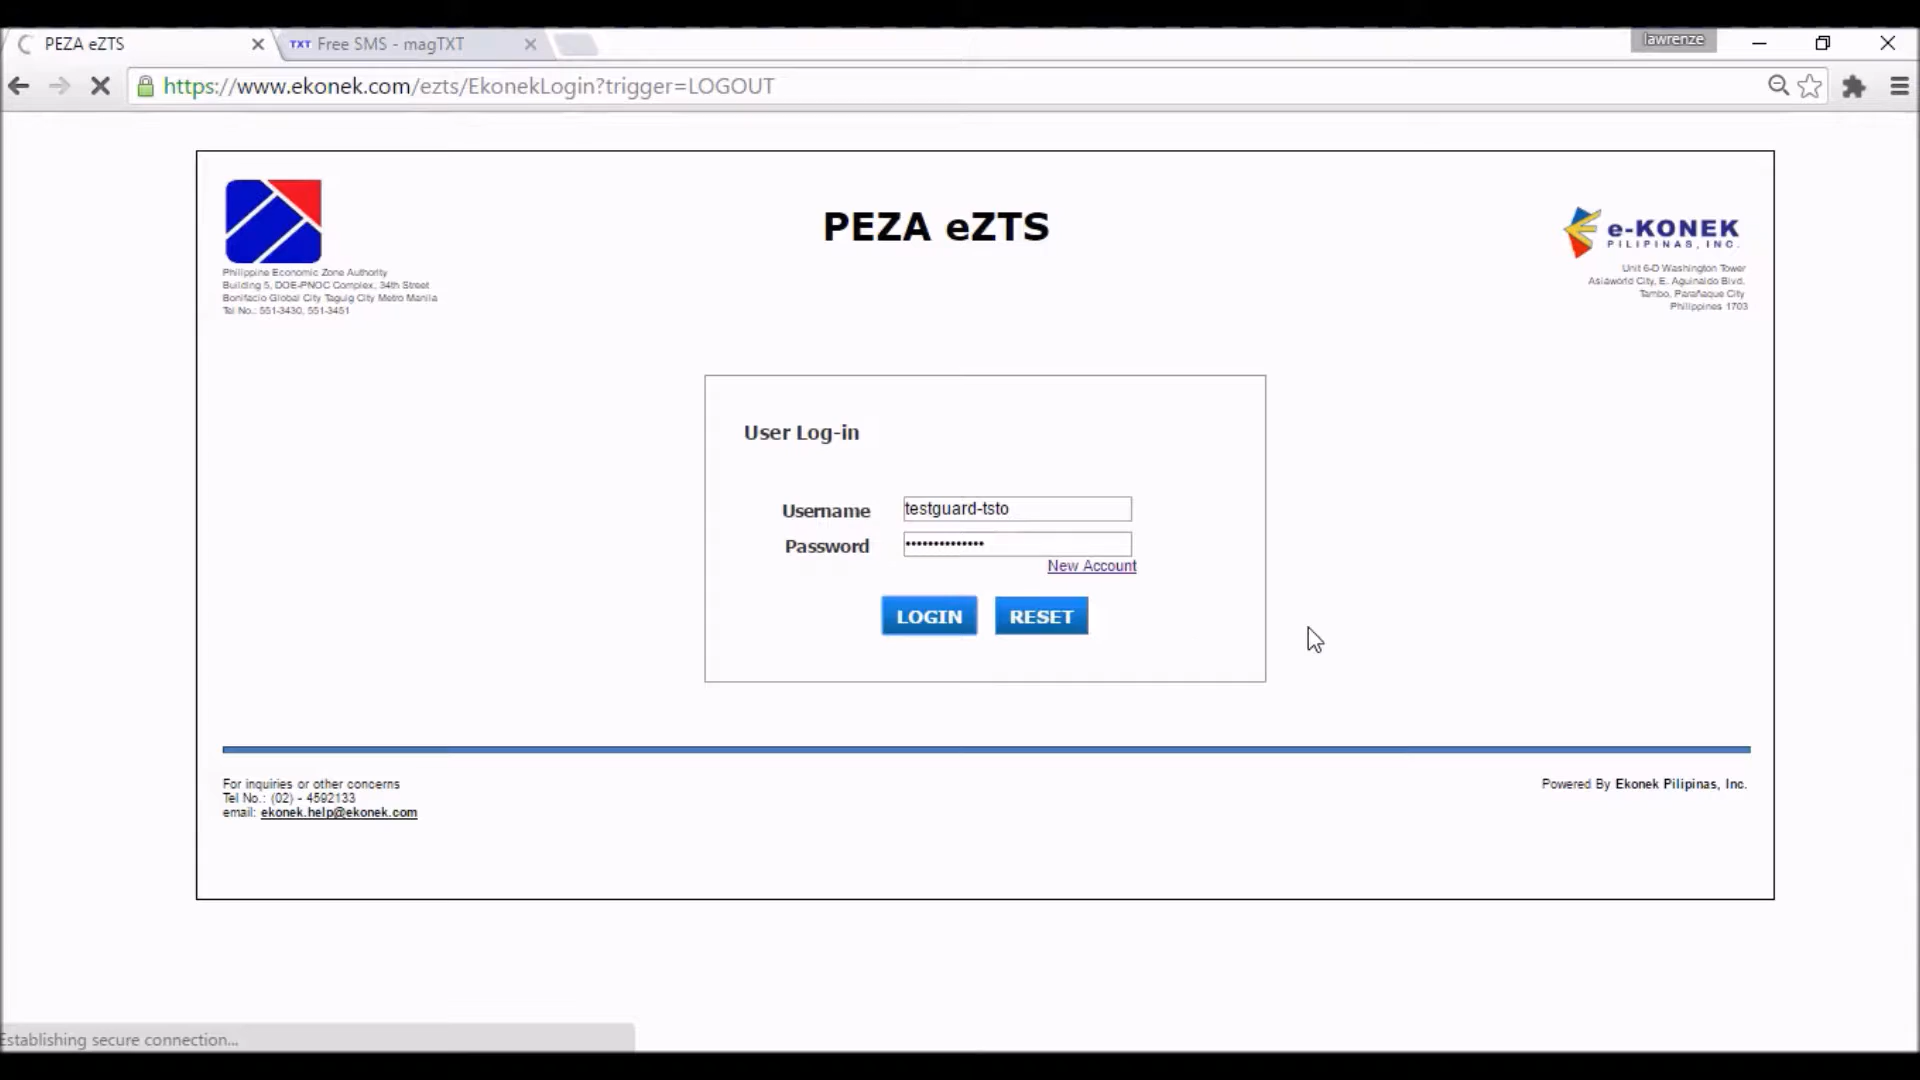 PEZA eZTS
TXT Free SMS - magTXT
lawrenze
https://www.ekonek.com/ezts/EkonekLogin?trigger=LOGOUT
PEZA eZTS
Philippine Economic Zone Authority
Building 5, DOE-PNOC Complex, 34th Street
Bonifacio Global City Taguig City Metro Manila
Tel No.: 551-3430, 551-3451
e-KONEK
PILIPINAS, INC.
Unit 6-D Washington Tower
Asiaworld City, E. Aguinaldo Blvd.
Tambo, Parañaque City
Philippines 1703
User Log-in
Username testguard-tsto
Password ••••••••••••••
New Account
LOGIN RESET
For inquiries or other concerns
Tel No.: (02) - 4592133
email: ekonek.help@ekonek.com
Powered By Ekonek Pilipinas, Inc.
Establishing secure connection...